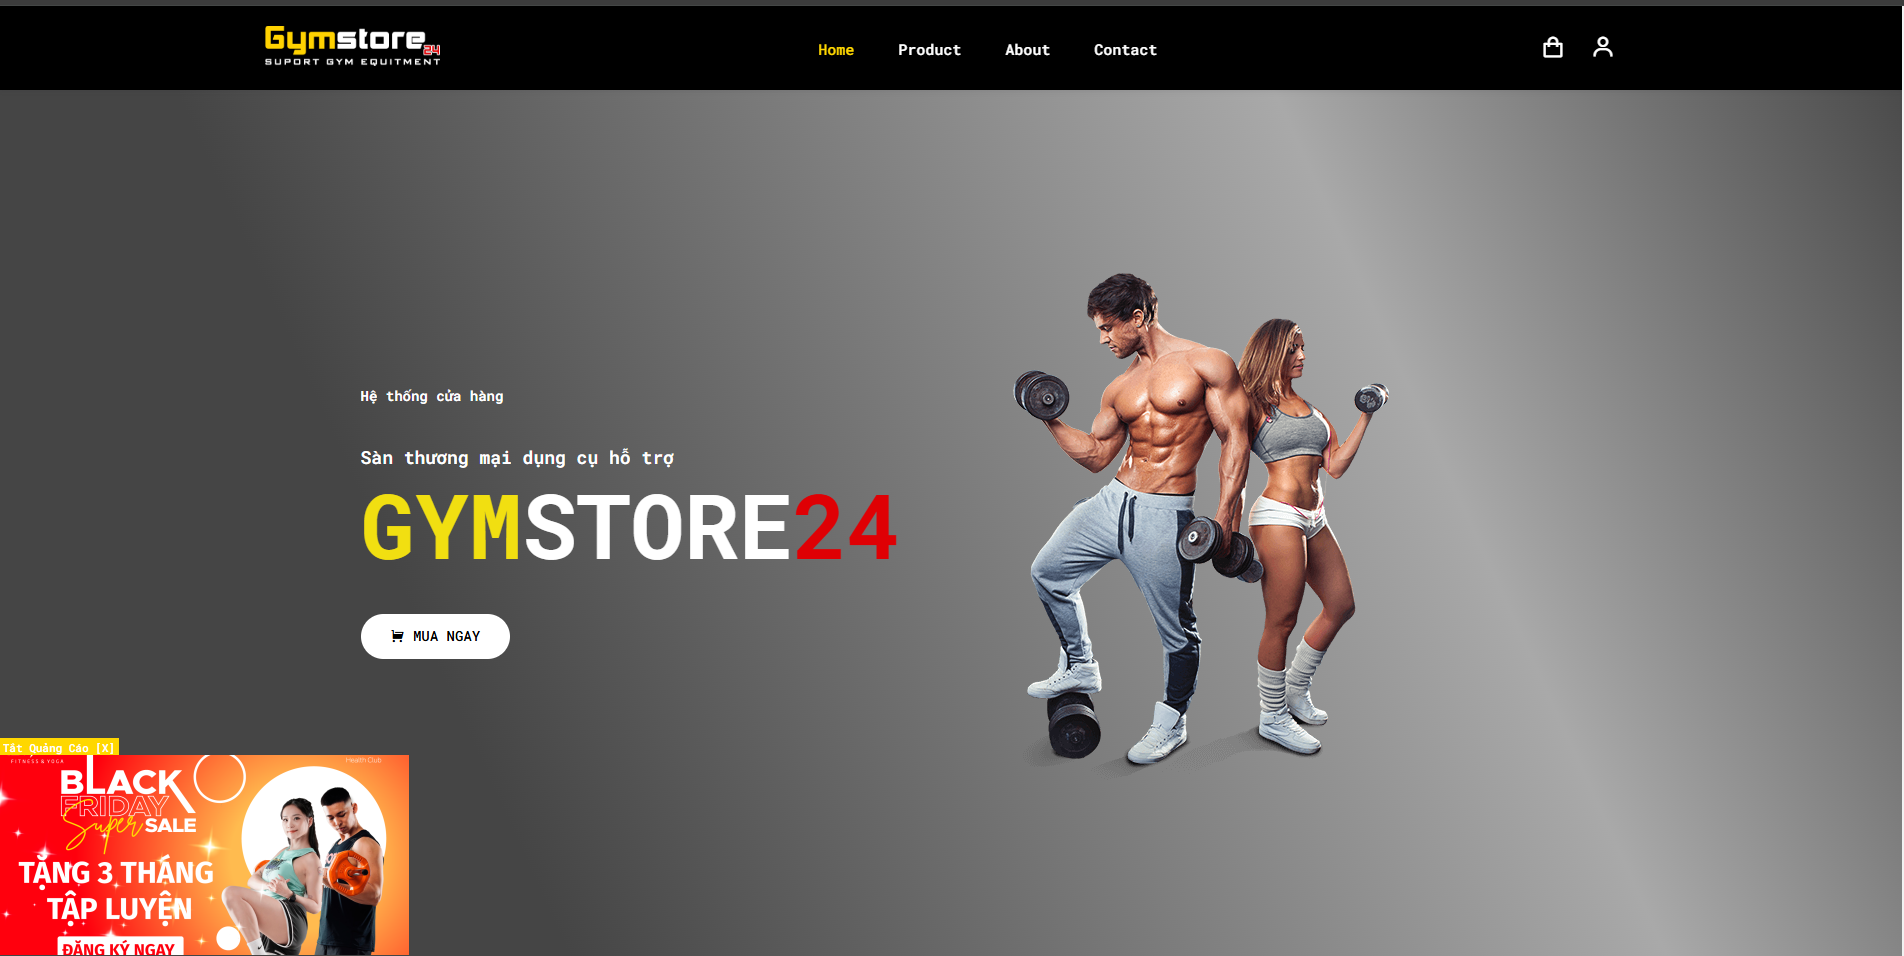 Gymstore24
SUPORT GYM EQUITMENT
Home
Product
About
Contact
Hệ thống cửa hàng
Sàn thương mại dụng cụ hỗ trợ
GYMSTORE24
MUA NGAY
Tắt Quảng Cáo [X]
FITNESS & YOGA
Health Club
BLACK
FRIDAY
Super SALE
TẶNG 3 THÁNG
TẬP LUYỆN
ĐĂNG KÝ NGAY